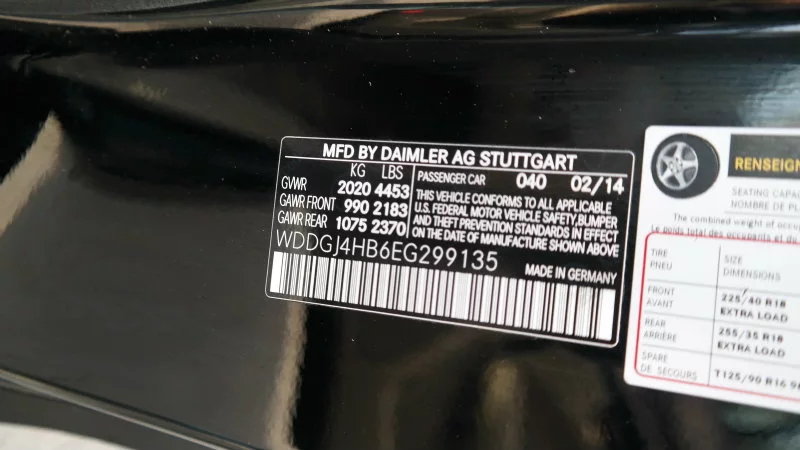 MFD BY DAIMLER AG STUTTGART
KG LBS
GVWR 2020 4453
GAWR FRONT 990 2183
GAWR REAR 1075 2370
PASSENGER CAR 040 02/14
THIS VEHICLE CONFORMS TO ALL APPLICABLE
U.S. FEDERAL MOTOR VEHICLE SAFETY, BUMPER
AND THEFT PREVENTION STANDARDS IN EFFECT
ON THE DATE OF MANUFACTURE SHOWN ABOVE
WDDGJ4HB6EG299135
MADE IN GERMANY
RENSEIGN
SEATING CAPA
NOMBRE DE PL
The combined weight of occup
Le poids total des occupants et du
TIRE
PNEU
SIZE
DIMENSIONS
FRONT
AVANT
225/40 R18
EXTRA LOAD
REAR
ARRIÈRE
255/35 R18
EXTRA LOAD
SPARE
DE SECOURS
T125/90 R16